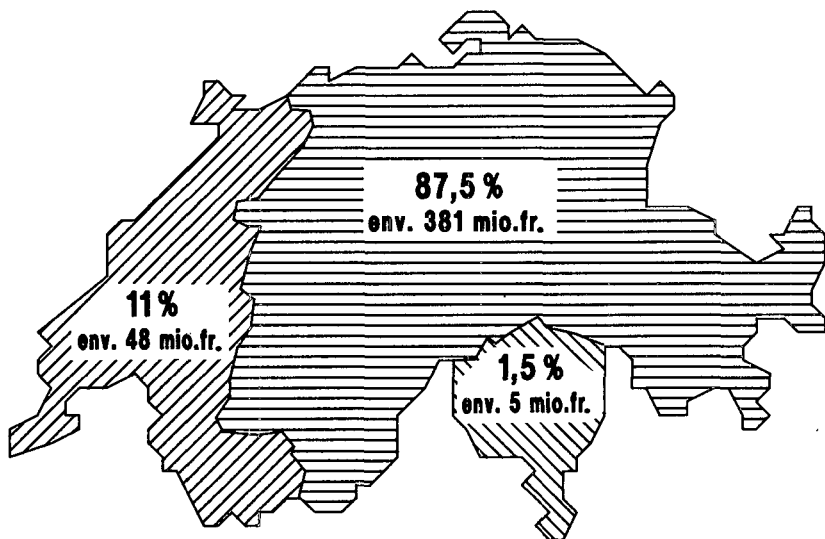 87,5 %
env. 381 mio.fr.
11 %
env. 48 mio.fr.
1,5 %
env. 5 mio.fr.